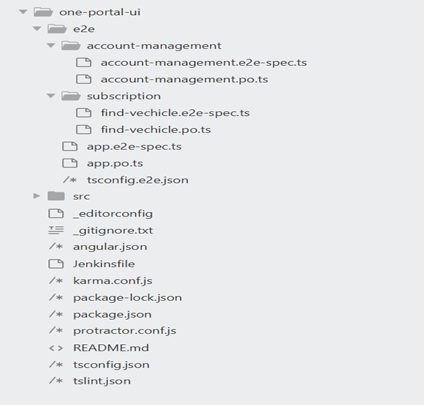 one-portal-ui
e2e
account-management
account-management.e2e-spec.ts
account-management.po.ts
subscription
find-vechicle.e2e-spec.ts
find-vechicle.po.ts
app.e2e-spec.ts
app.po.ts
/* tsconfig.e2e.json
src
_editorconfig
_gitignore.txt
/* angular.json
Jenkinsfile
/* karma.conf.js
/* package-lock.json
/* package.json
/* protractor.conf.js
<> README.md
/* tsconfig.json
/* tslint.json